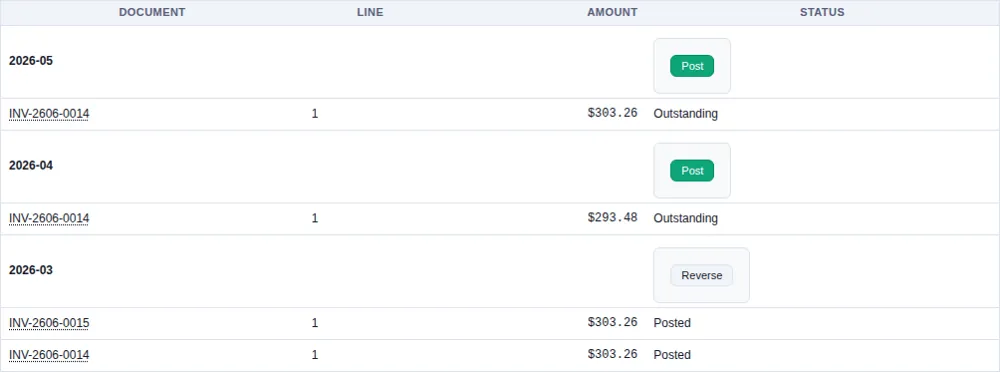 DOCUMENT LINE AMOUNT STATUS
2026-05 Post
INV-2606-0014 1 $303.26 Outstanding
2026-04 Post
INV-2606-0014 1 $293.48 Outstanding
2026-03 Reverse
INV-2606-0015 1 $303.26 Posted
INV-2606-0014 1 $303.26 Posted